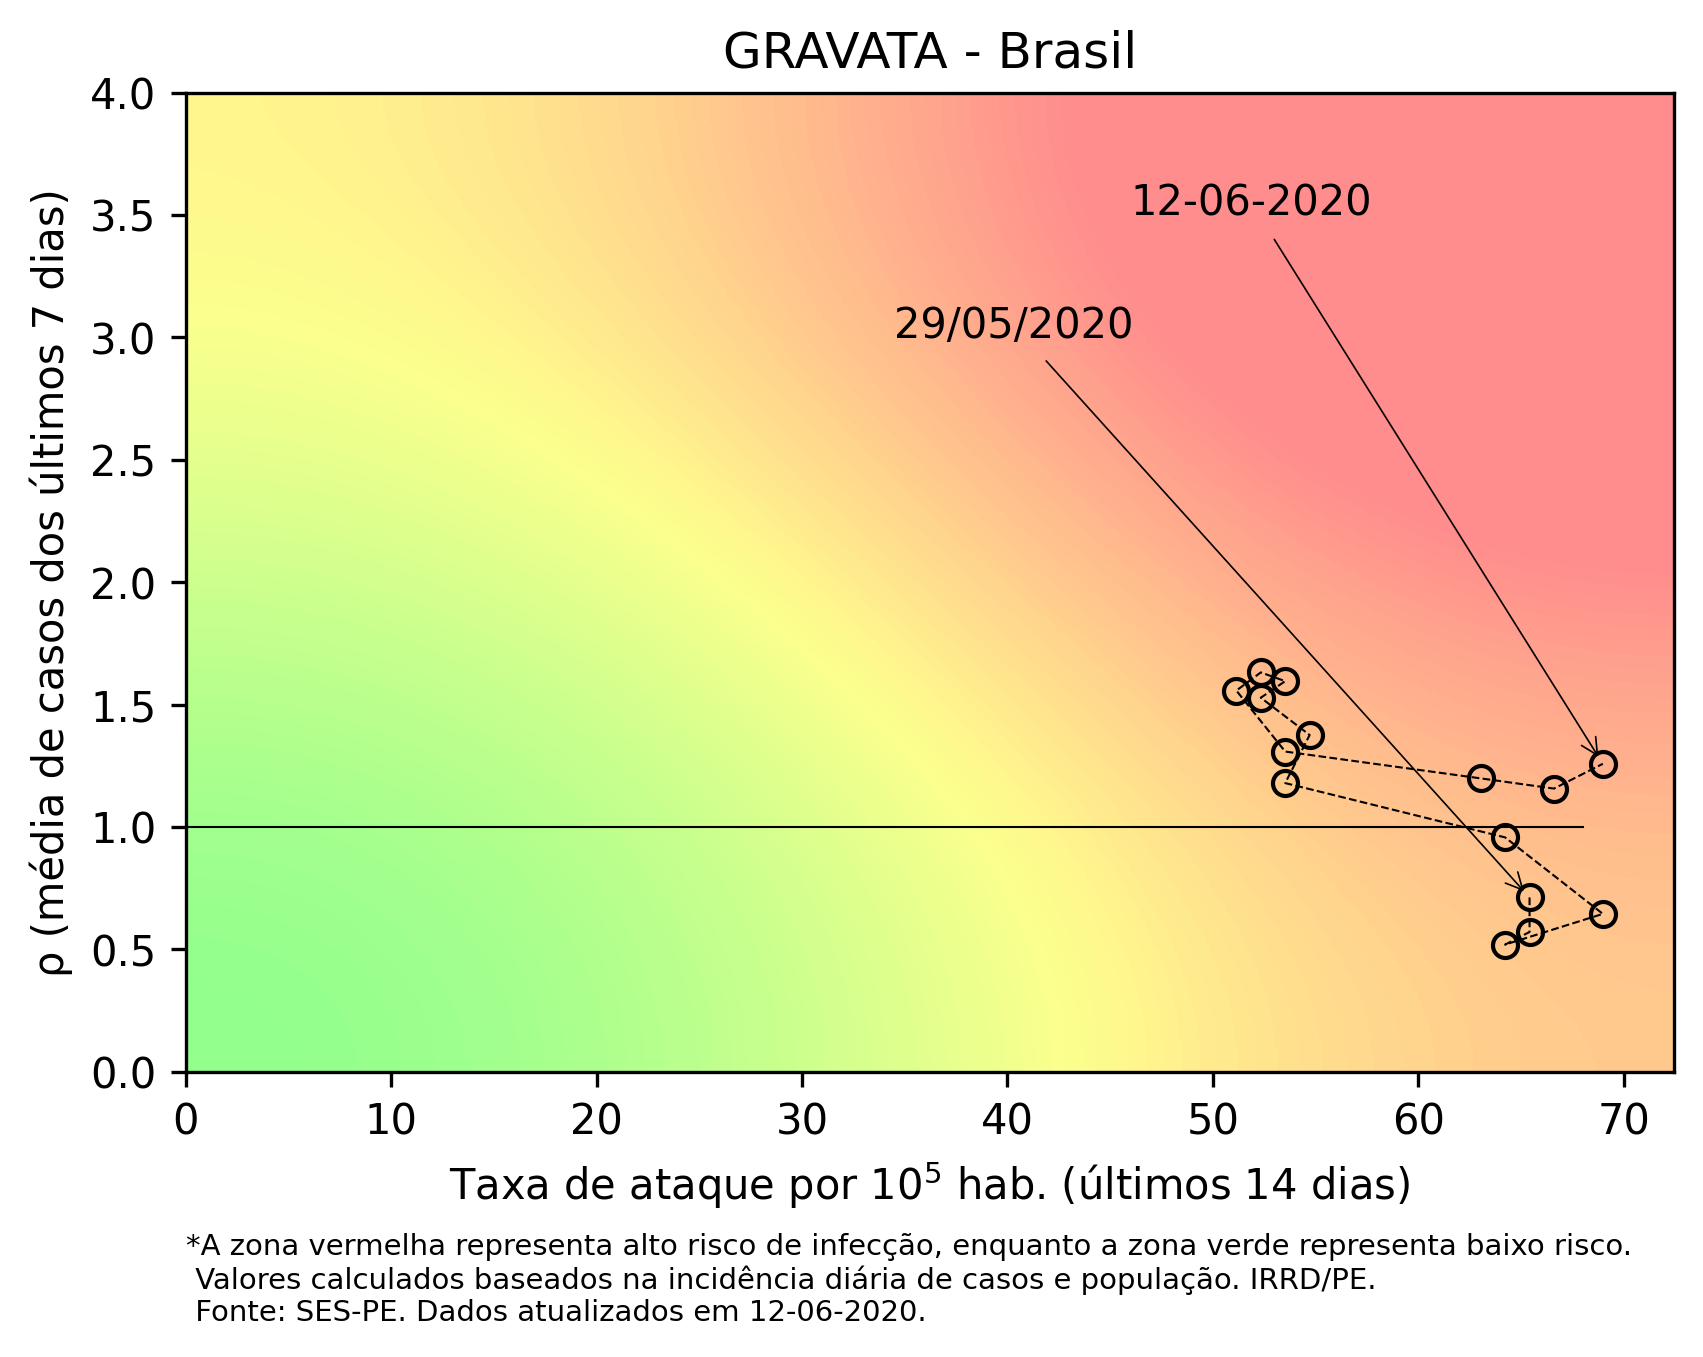 GRAVATA - Brasil
4.0
3.5
3.0
2.5
2.0
1.5
1.0
0.5
0.0
ρ (média de casos dos últimos 7 dias)
12-06-2020
29/05/2020
0 10 20 30 40 50 60 70
Taxa de ataque por 10⁵ hab. (últimos 14 dias)
*A zona vermelha representa alto risco de infecção, enquanto a zona verde representa baixo risco.
Valores calculados baseados na incidência diária de casos e população. IRRD/PE.
Fonte: SES-PE. Dados atualizados em 12-06-2020.